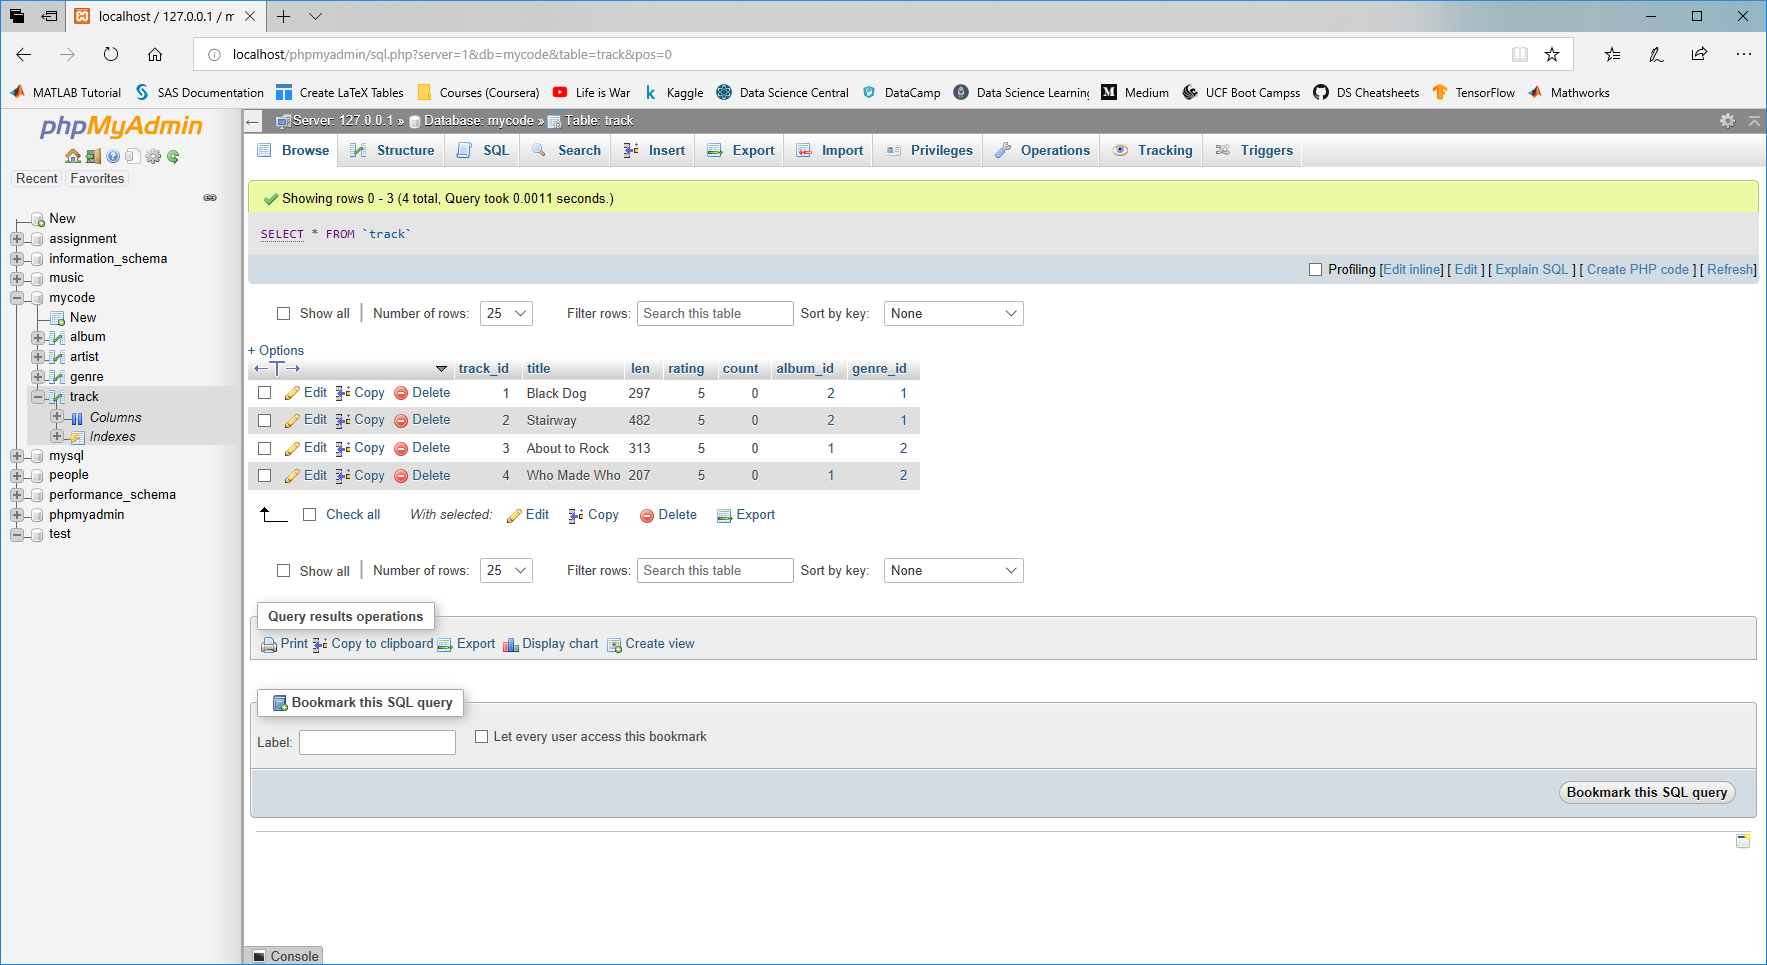 localhost / 127.0.0.1 / m
localhost/phpmyadmin/sql.php?server=1&db=mycode&table=track&pos=0
MATLAB Tutorial SAS Documentation Create LaTeX Tables Courses (Coursera) Life is War Kaggle Data Science Central DataCamp Data Science Learning Medium UCF Boot Campss DS Cheatsheets TensorFlow Mathworks
phpMyAdmin
Recent Favorites
New
assignment
information_schema
music
mycode
New
album
artist
genre
track
Columns
Indexes
mysql
people
performance_schema
phpmyadmin
test
Server: 127.0.0.1 » Database: mycode » Table: track
Browse Structure SQL Search Insert Export Import Privileges Operations Tracking Triggers
Showing rows 0 - 3 (4 total, Query took 0.0011 seconds.)
SELECT * FROM `track`
Profiling [Edit inline] [ Edit ] [ Explain SQL ] [ Create PHP code ] [ Refresh]
Show all | Number of rows: 25 Filter rows: Search this table Sort by key: None
+ Options
←T→ track_id title len rating count album_id genre_id
Edit Copy Delete 1 Black Dog 297 5 0 2 1
Edit Copy Delete 2 Stairway 482 5 0 2 1
Edit Copy Delete 3 About to Rock 313 5 0 1 2
Edit Copy Delete 4 Who Made Who 207 5 0 1 2
Check all With selected: Edit Copy Delete Export
Show all | Number of rows: 25 Filter rows: Search this table Sort by key: None
Query results operations
Print Copy to clipboard Export Display chart Create view
Bookmark this SQL query
Label: Let every user access this bookmark
Bookmark this SQL query
Console